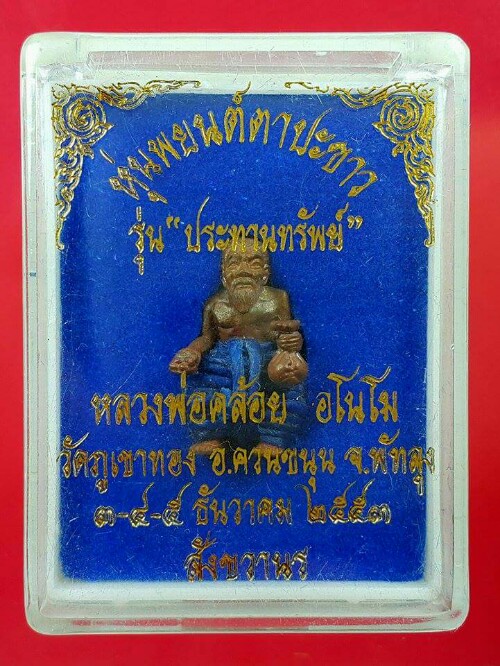 หุ่นพยนต์ตาปะขาว
รุ่น“ประทานทรัพย์”
หลวงพ่อคล้อย อโนโม
วัดภูเขาทอง อ.ควนขนุน จ.พัทลุง
๓-๔-๕ ธันวาคม ๒๕๕๓
สังฆวานร